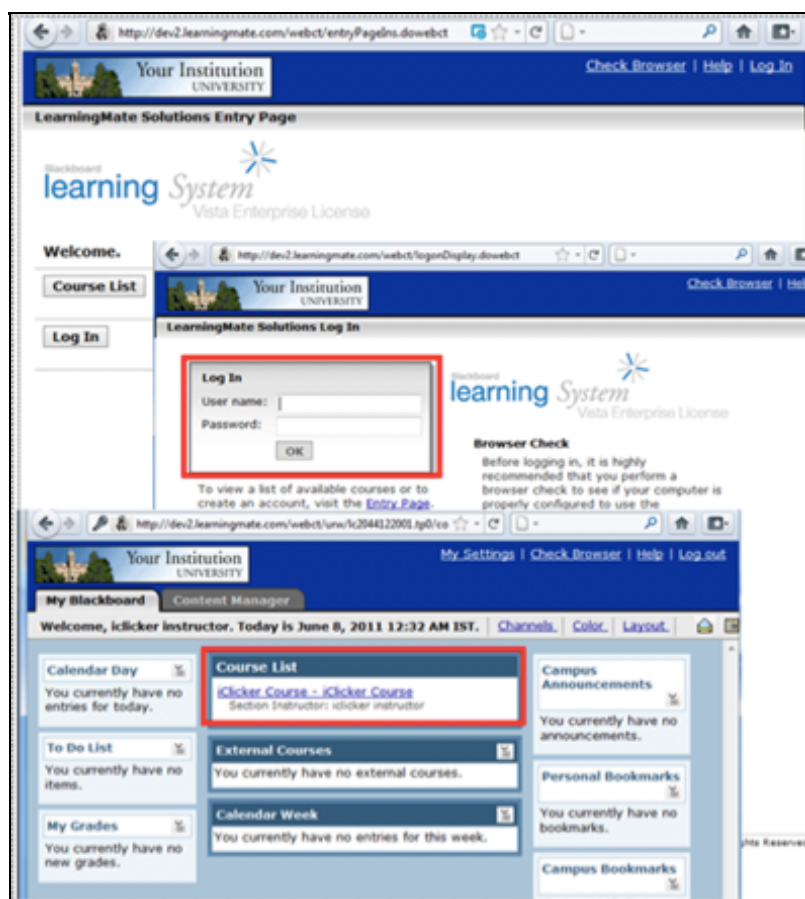 http://dev2.learningmate.com/webct/entryPageIns.dowebct
Your Institution
UNIVERSITY
Check Browser | Help | Log In
LearningMate Solutions Entry Page
Blackboard
learning System
Vista Enterprise License
Welcome.
Course List
Log In
http://dev2.learningmate.com/webct/logonDisplay.dowebct
Your Institution
UNIVERSITY
Check Browser | Hel
LearningMate Solutions Log In
Log In
User name:
Password:
OK
To view a list of available courses or to
create an account, visit the Entry Page.
Blackboard
learning System
Vista Enterprise License
Browser Check
Before logging in, it is highly
recommended that you perform a
browser check to see if your computer is
properly configured to use the
http://dev2.learningmate.com/webct/urw/lc2044122001.tp0/co
Your Institution
UNIVERSITY
My Settings | Check Browser | Help | Log out
My Blackboard
Content Manager
Welcome, iclicker instructor. Today is June 8, 2011 12:32 AM IST.
Channels
Color
Layout
Calendar Day
You currently have no
entries for today.
To Do List
You currently have no
items.
My Grades
You currently have no
new grades.
Course List
iClicker Course - iClicker Course
Section Instructor: iclicker instructor
External Courses
You currently have no external courses.
Calendar Week
You currently have no entries for this week.
Campus
Announcements
You currently have no
announcements.
Personal Bookmarks
You currently have no
bookmarks.
Campus Bookmarks
ghts Reserved